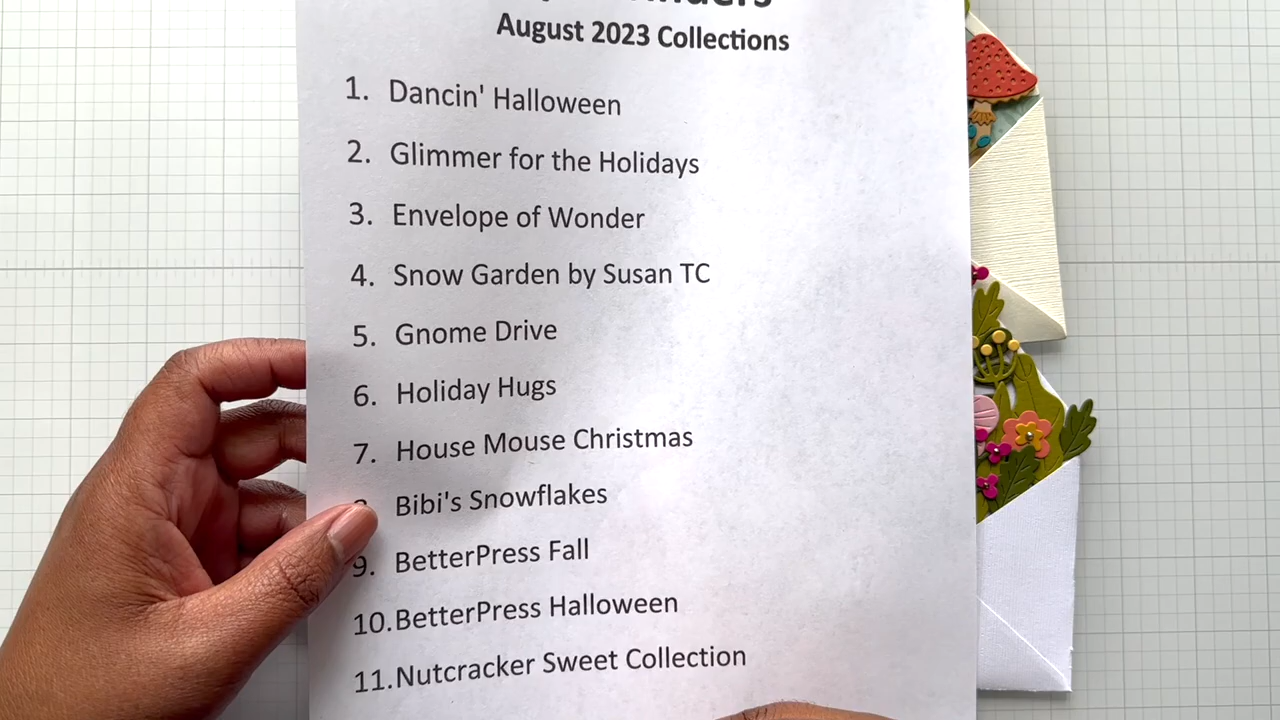 August 2023 Collections
1. Dancin' Halloween
2. Glimmer for the Holidays
3. Envelope of Wonder
4. Snow Garden by Susan TC
5. Gnome Drive
6. Holiday Hugs
7. House Mouse Christmas
Bibi's Snowflakes
9. BetterPress Fall
10. BetterPress Halloween
11. Nutcracker Sweet Collection